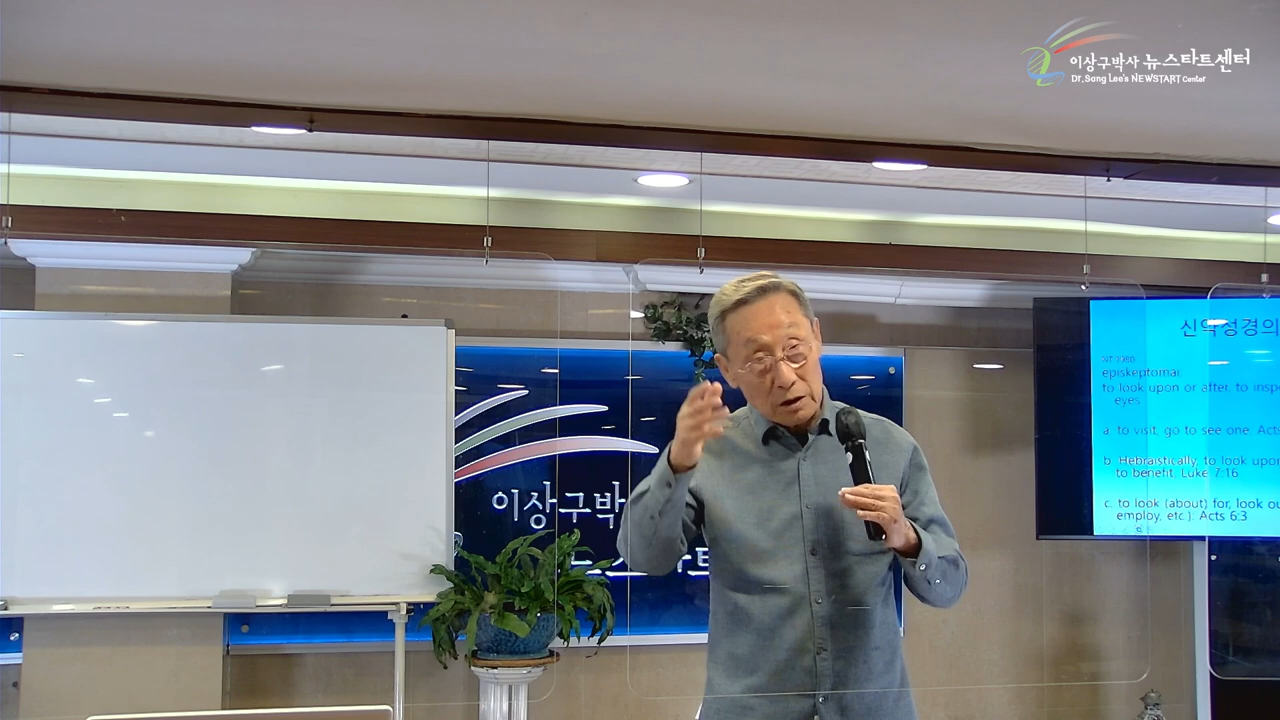 이상구박사 뉴스타트센터
Dr. Sang Lee's NEWSTART Center
신약성경의
episkeptomai
to look upon or after, to
eyes
a. to visit, go to see one. Acts
b. Hebraistically, to look upon
to benefit. Luke 7:16
c. to look (about) for, look
employ, etc.): Acts 6:3
이상구박